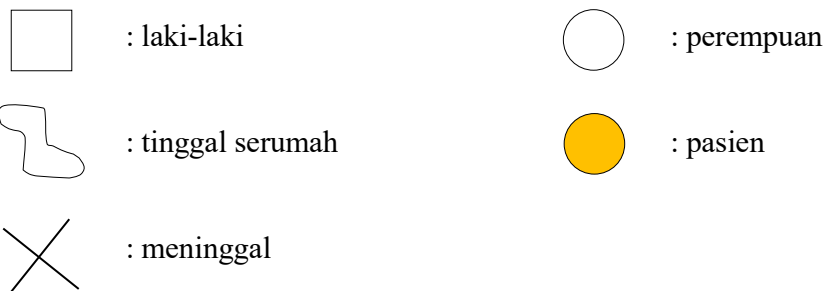 : laki-laki : perempuan
: tinggal serumah : pasien
: meninggal